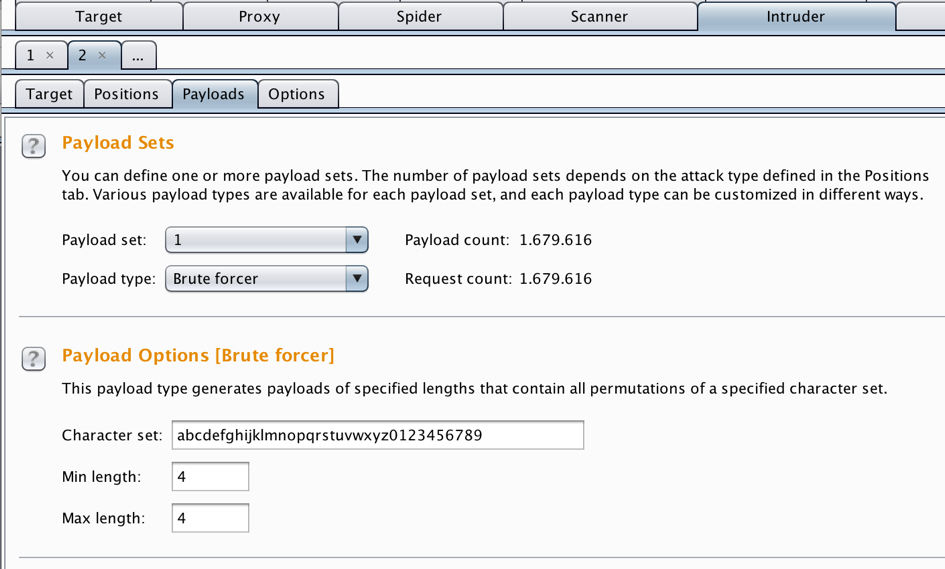 Target Proxy Spider Scanner Intruder
1 × 2 × ...
Target Positions Payloads Options
? Payload Sets
You can define one or more payload sets. The number of payload sets depends on the attack type defined in the Positions
tab. Various payload types are available for each payload set, and each payload type can be customized in different ways.
Payload set: 1 Payload count: 1.679.616
Payload type: Brute forcer Request count: 1.679.616
? Payload Options [Brute forcer]
This payload type generates payloads of specified lengths that contain all permutations of a specified character set.
Character set: abcdefghijklmnopqrstuvwxyz0123456789
Min length: 4
Max length: 4